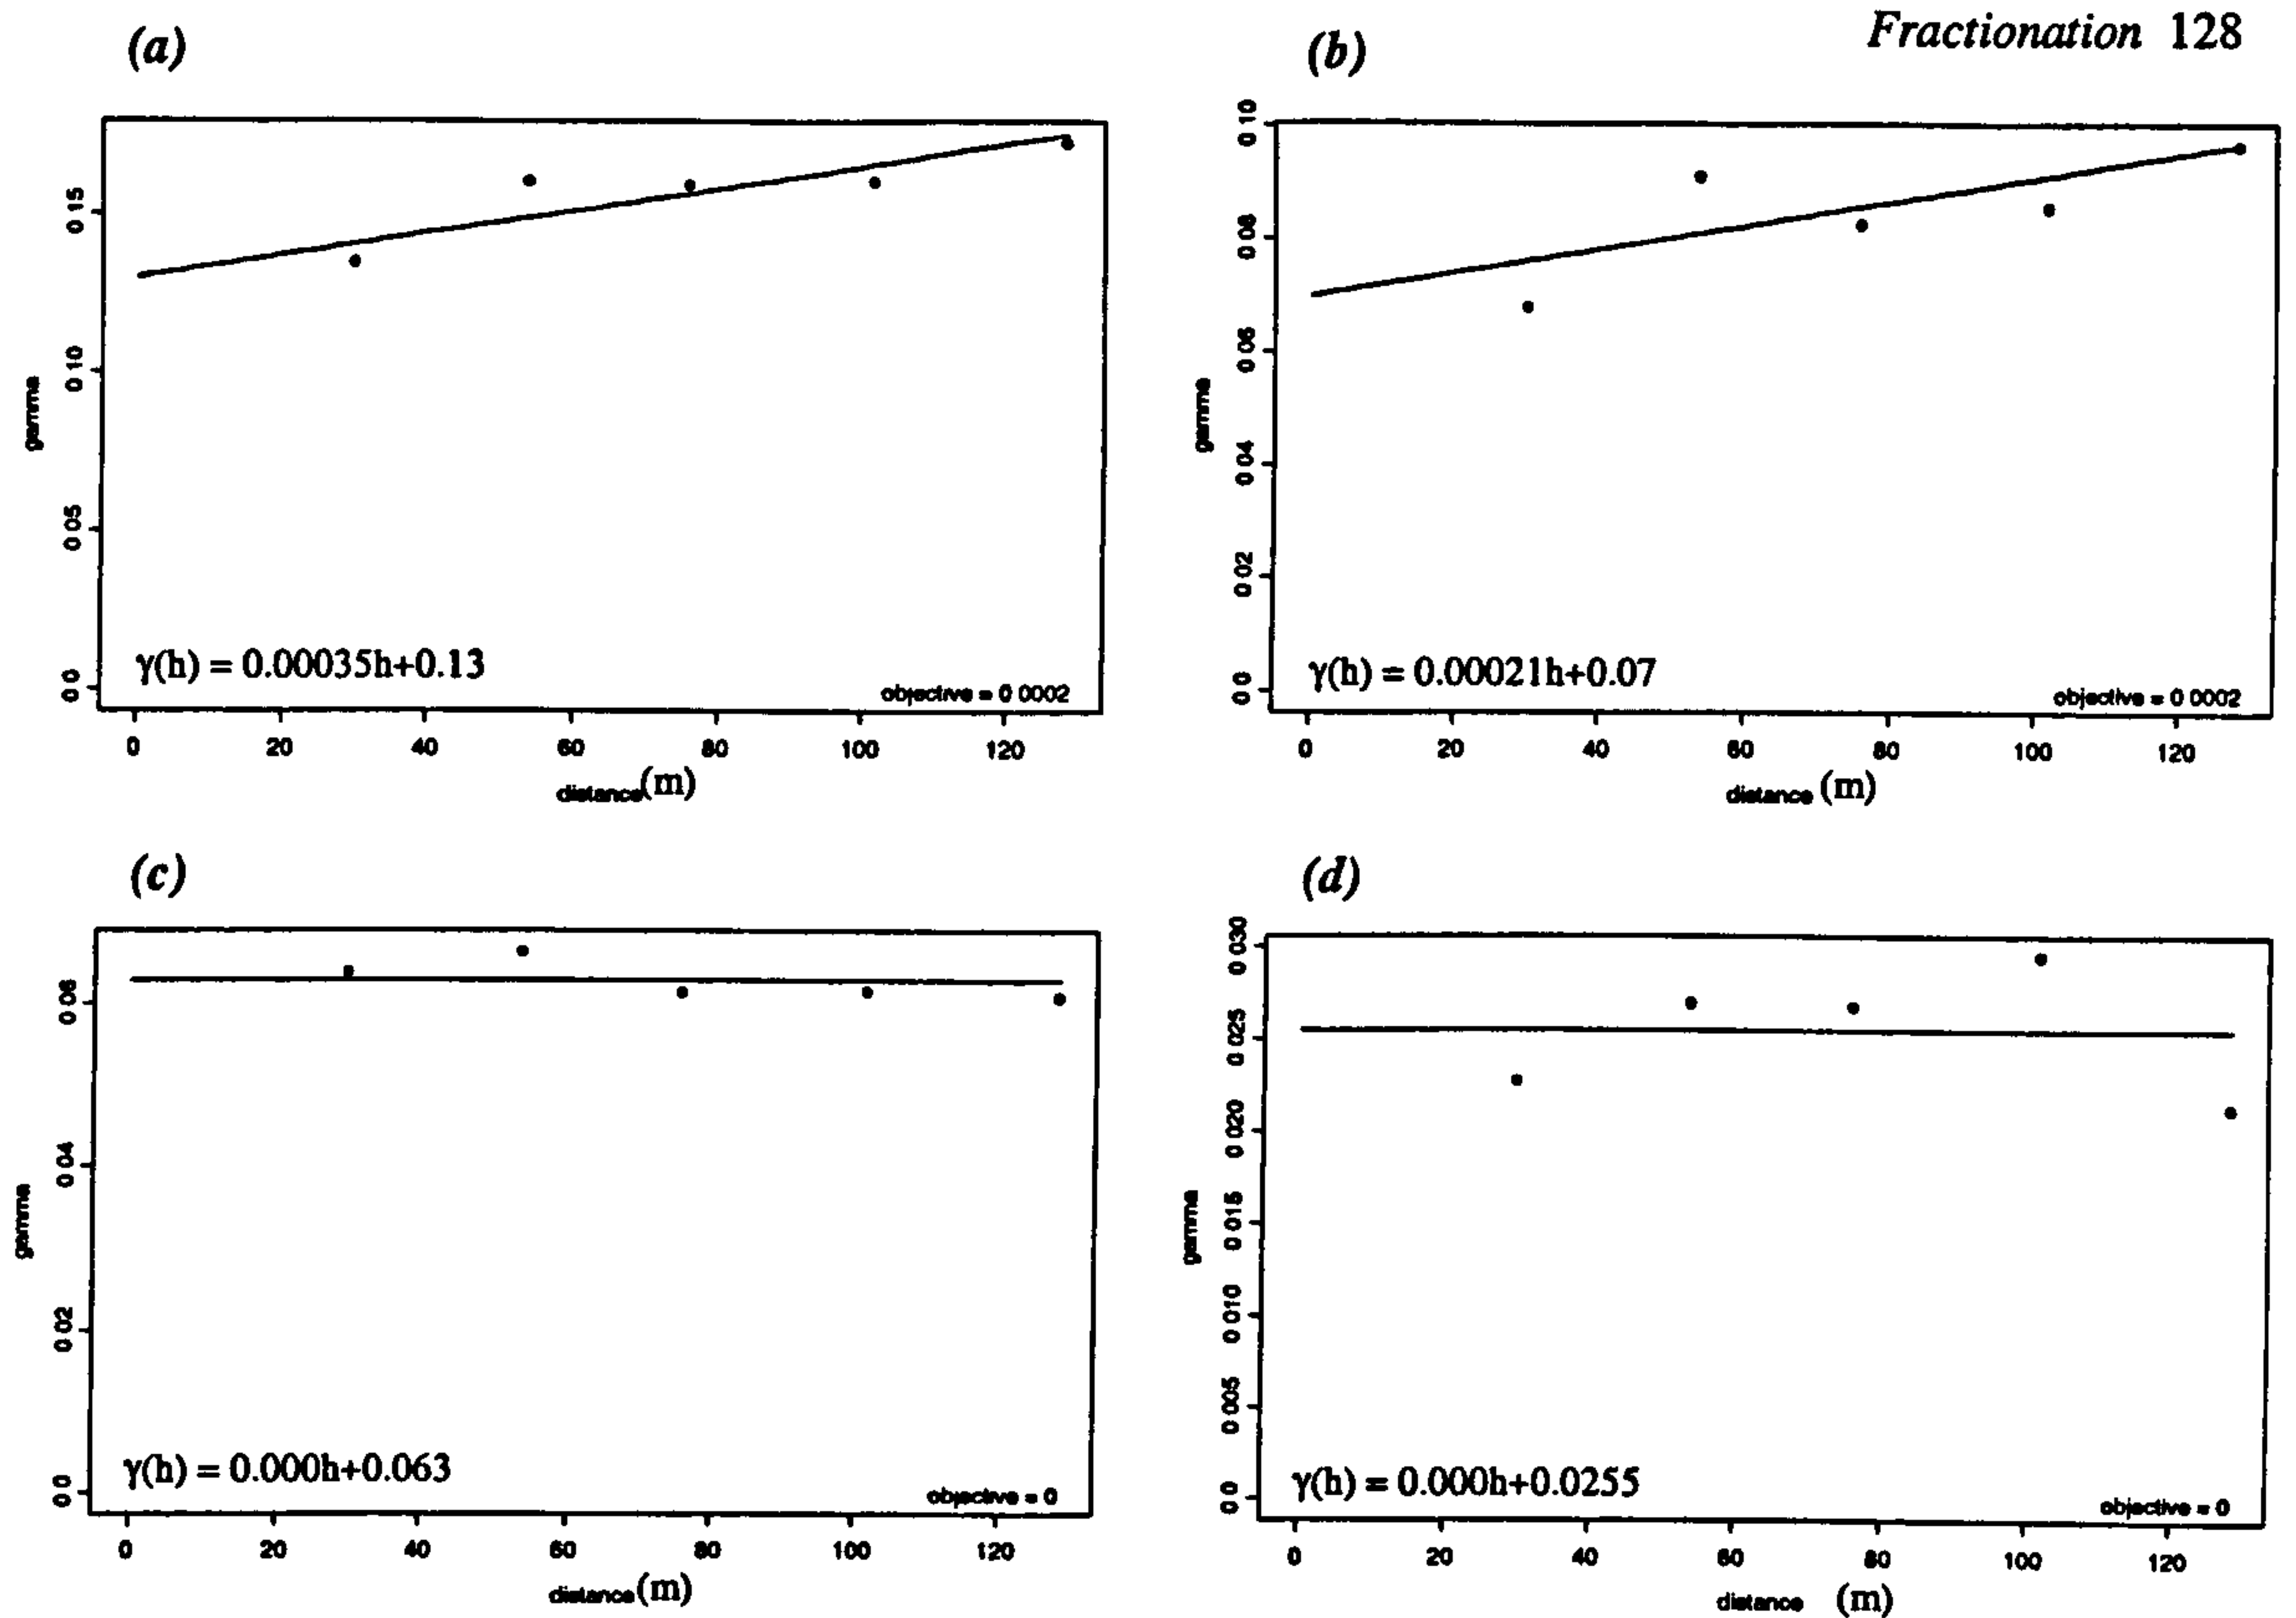 Fractionation 128
(a)
0.15
0.10
0.05
0.0
gamma
γ(h) = 0.00035h+0.13
objective = 0.0002
0 20 40 60 80 100 120
distance (m)
(b)
0.10
0.08
0.06
0.04
0.02
0.0
gamma
γ(h) = 0.00021h+0.07
objective = 0.0002
0 20 40 60 80 100 120
distance (m)
(c)
0.06
0.04
0.02
0.0
gamma
γ(h) = 0.000h+0.063
objective = 0
0 20 40 60 80 100 120
distance (m)
(d)
0.030
0.025
0.020
0.015
0.010
0.005
0.0
gamma
γ(h) = 0.000h+0.0255
objective = 0
0 20 40 60 80 100 120
distance (m)